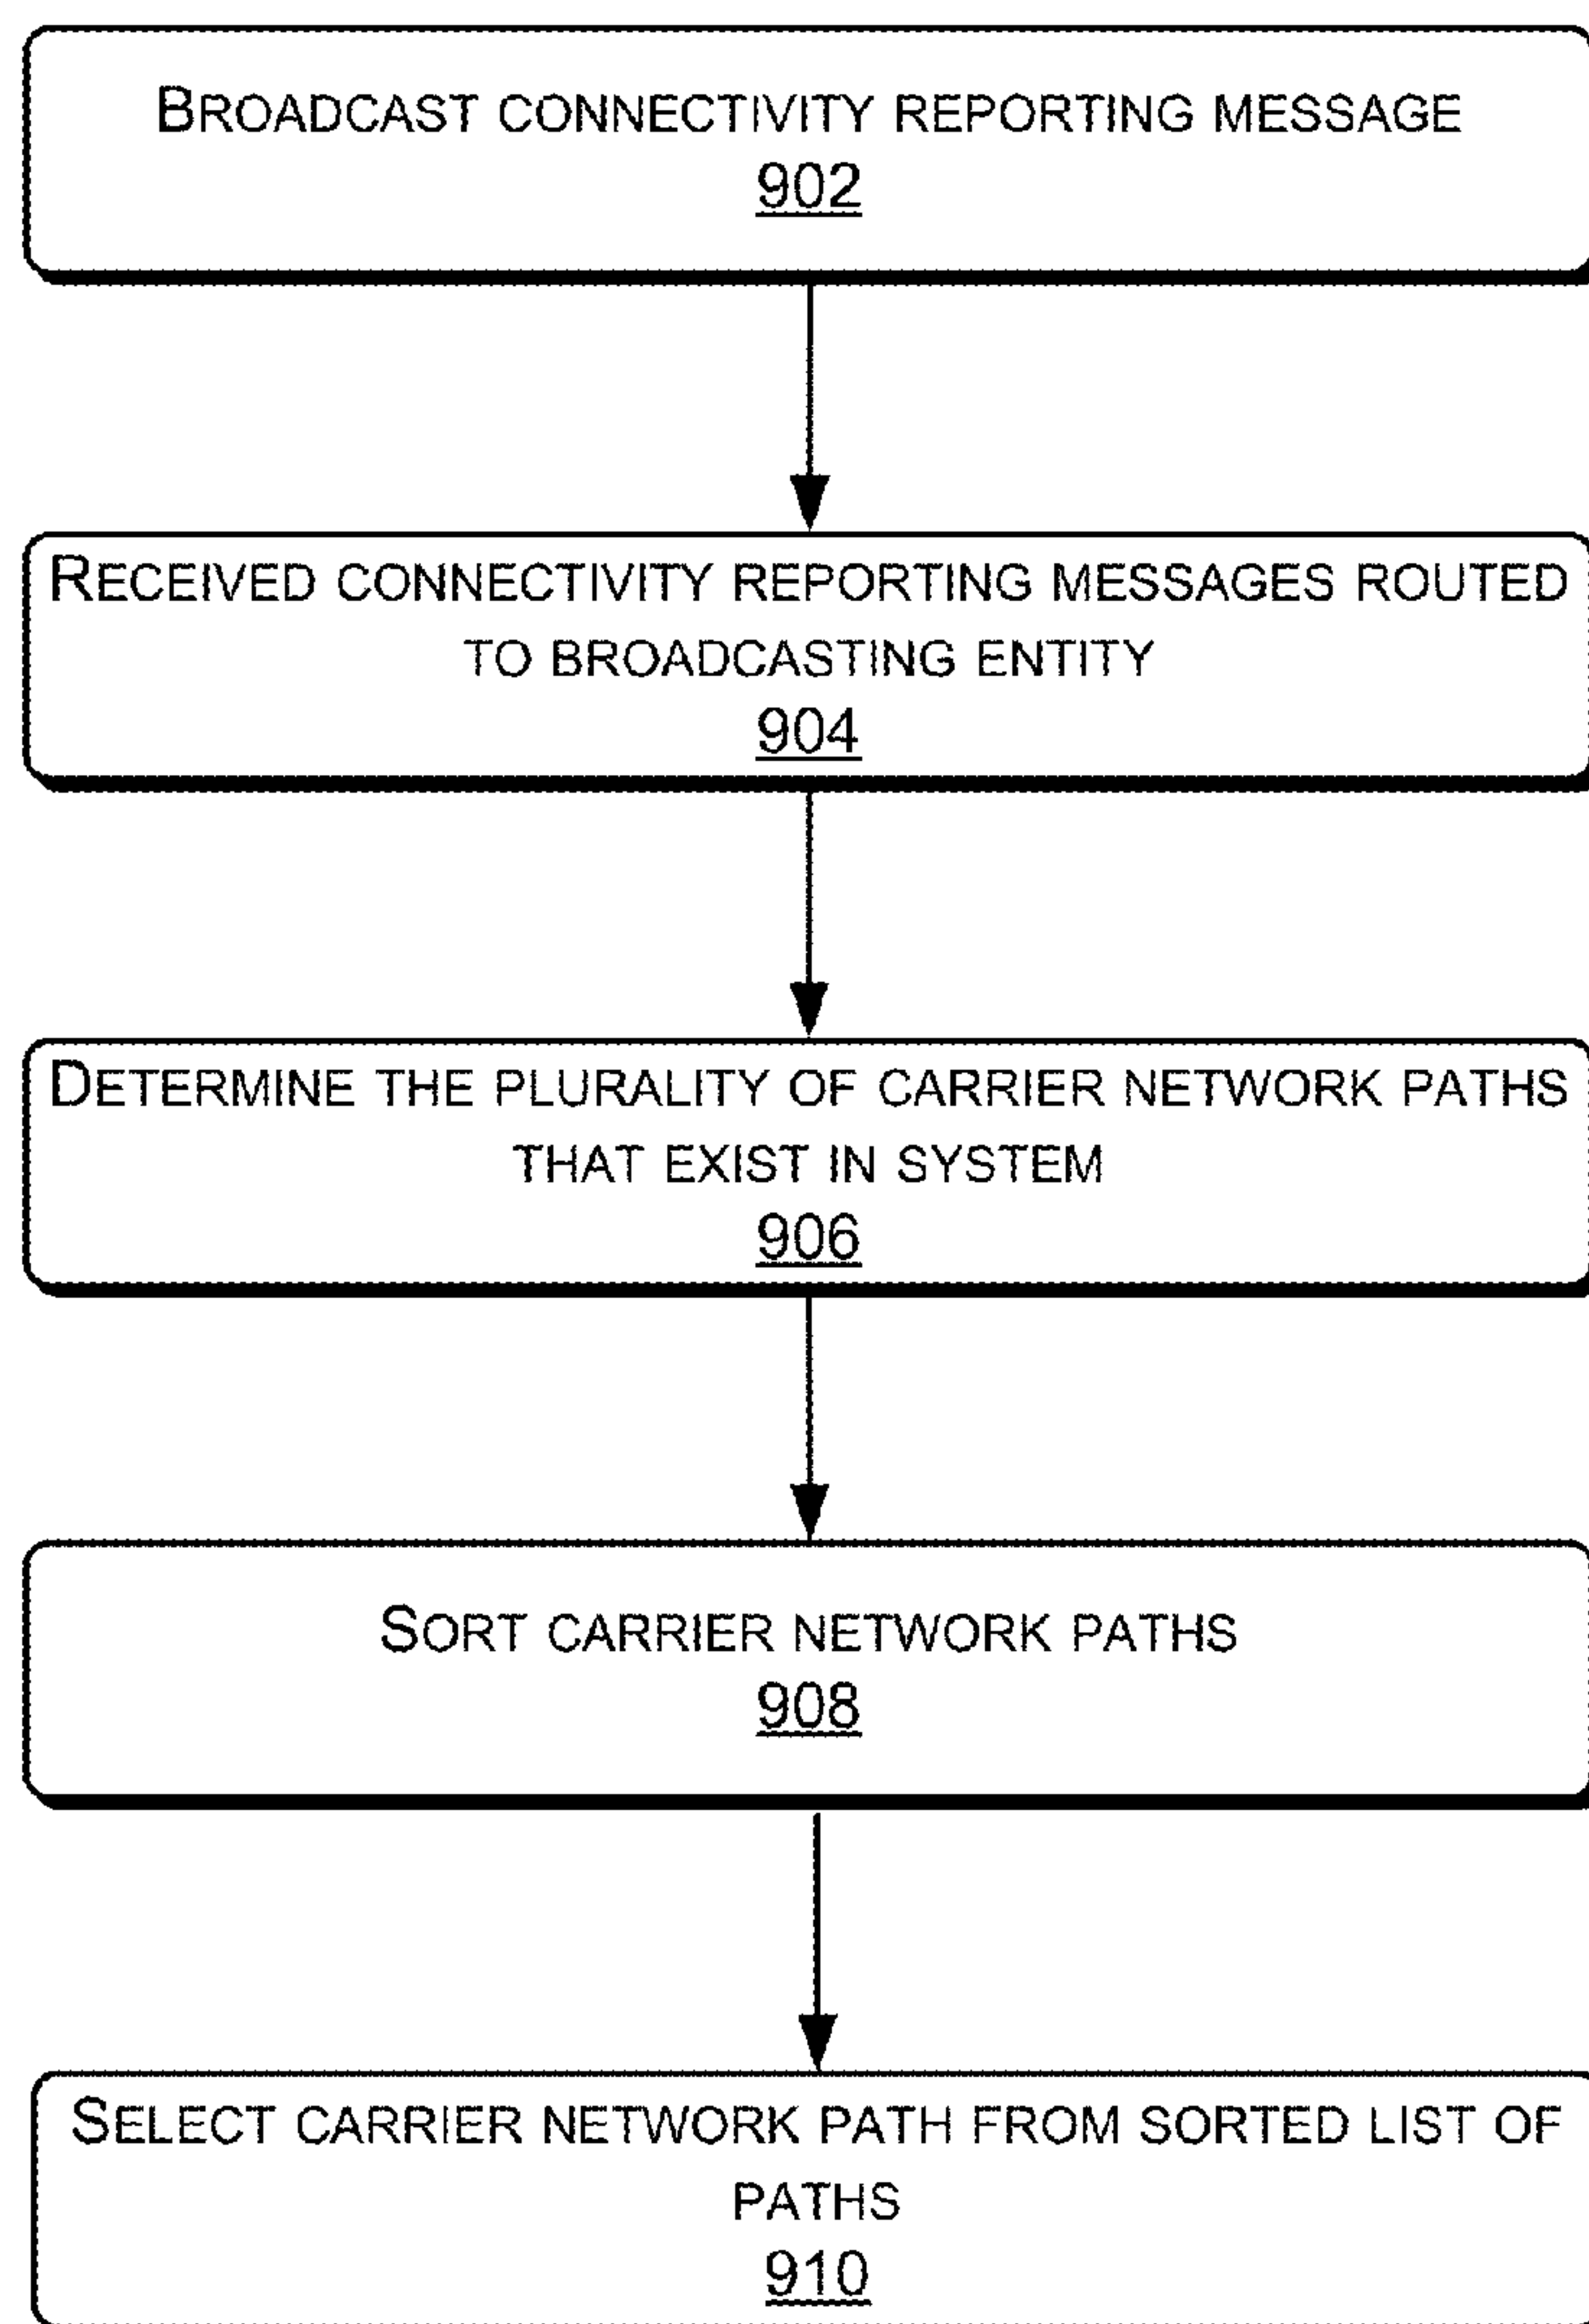 BROADCAST CONNECTIVITY REPORTING MESSAGE
902
RECEIVED CONNECTIVITY REPORTING MESSAGES ROUTED
TO BROADCASTING ENTITY
904
DETERMINE THE PLURALITY OF CARRIER NETWORK PATHS
THAT EXIST IN SYSTEM
906
SORT CARRIER NETWORK PATHS
908
SELECT CARRIER NETWORK PATH FROM SORTED LIST OF
PATHS
910